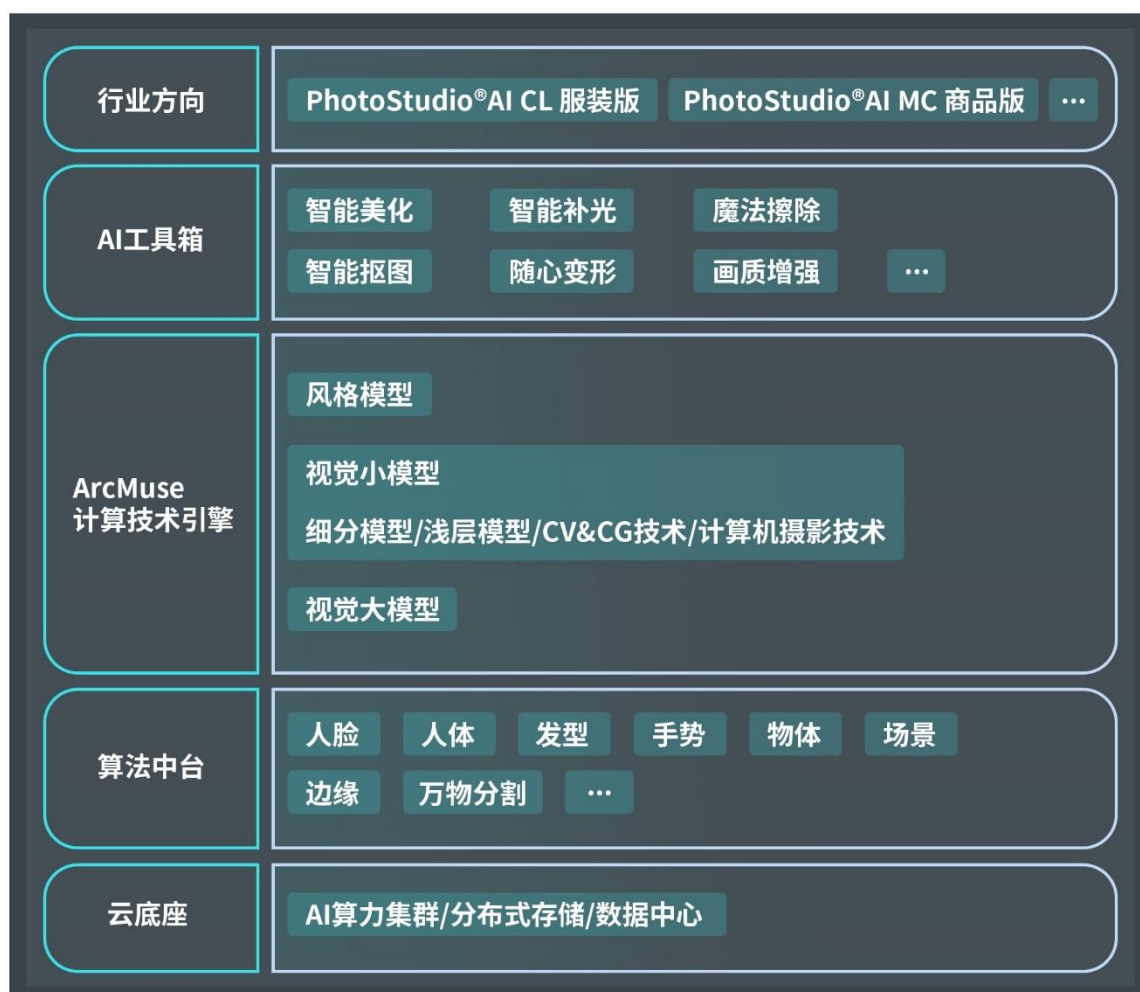 行业方向
PhotoStudio®AI CL 服装版 PhotoStudio®AI MC 商品版 ...
AI工具箱
智能美化 智能补光 魔法擦除
智能抠图 随心变形 画质增强 ...
ArcMuse
计算技术引擎
风格模型
视觉小模型
细分模型/浅层模型/CV&CG技术/计算机摄影技术
视觉大模型
算法中台
人脸 人体 发型 手势 物体 场景
边缘 万物分割 ...
云底座
AI算力集群/分布式存储/数据中心